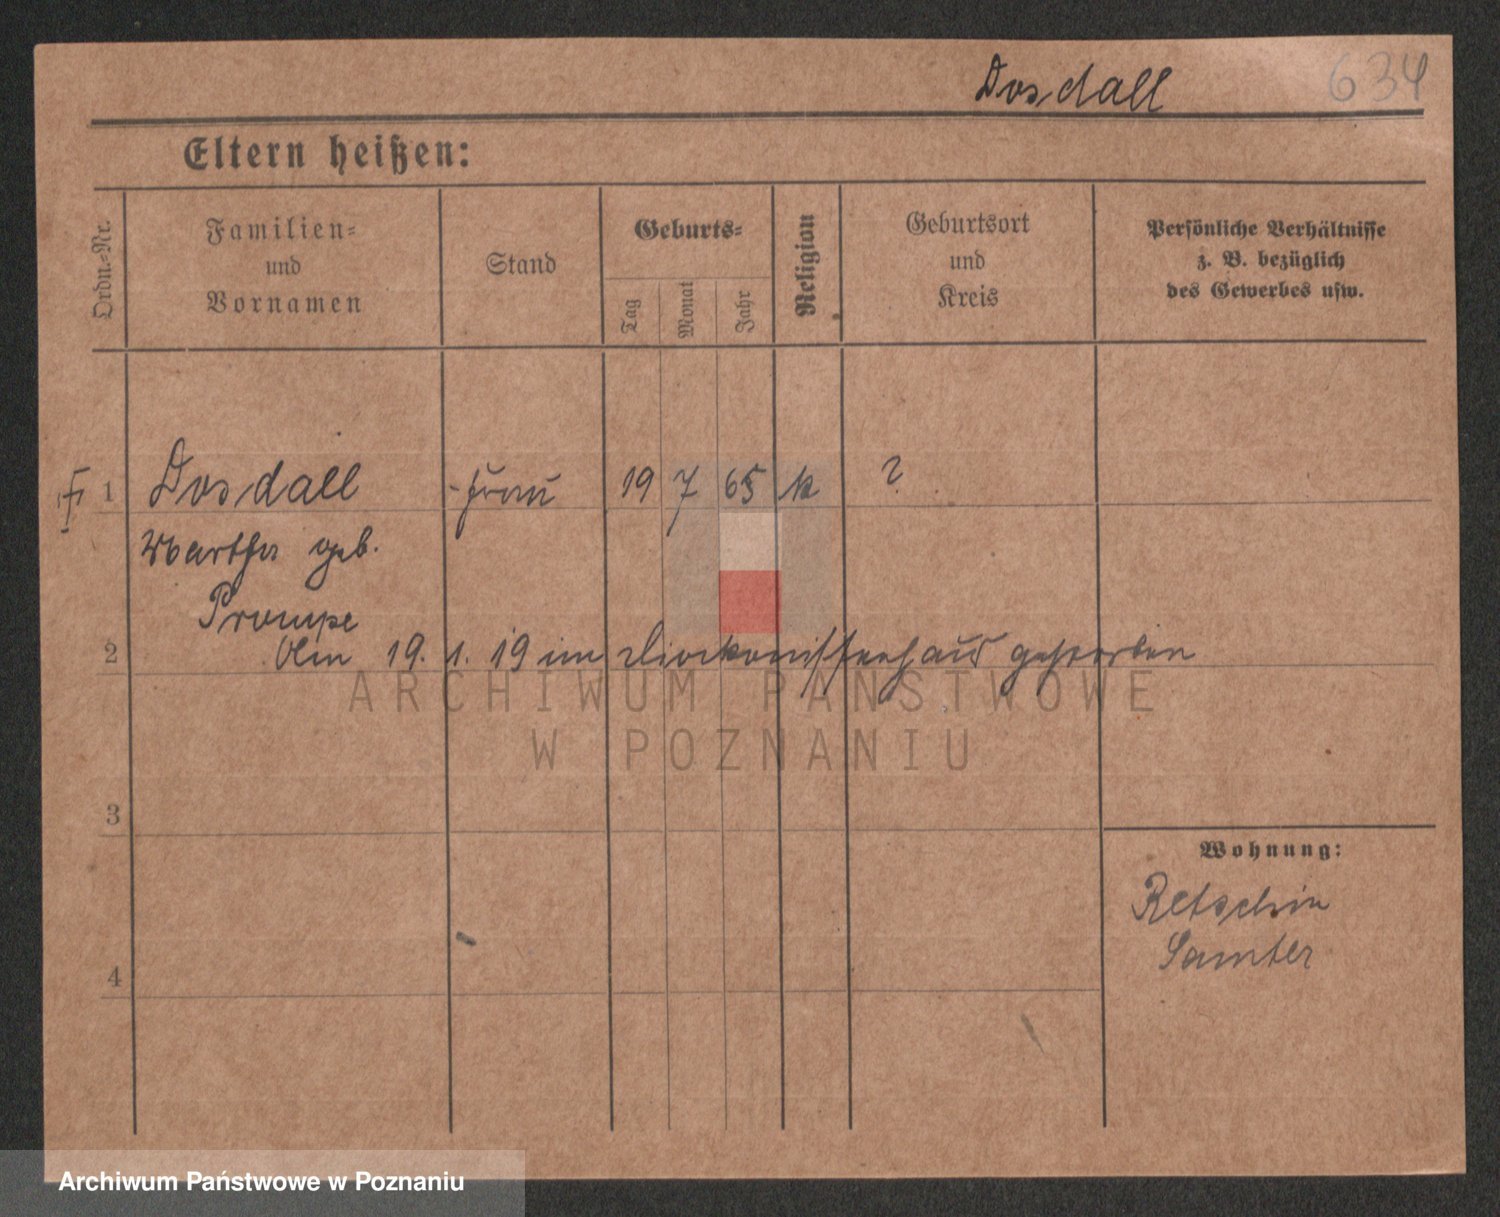 Dosdall 634
Eltern heißen:
Ordn.-Nr.
Familien-
und
Vornamen
Stand
Geburts-
Tag
Monat
Jahr
Religion
Geburtsort
und
Kreis
Persönliche Verhältnisse
z. B. bezüglich
des Gewerbes usw.
1 Dosdall Frau 19 7 65 k ?
Martha geb.
Prompe
2 Am 19. 1. 19 im Diakonissenhaus gestorben
ARCHIWUM PAŃSTWOWE
W POZNANIU
3
Wohnung:
Retschin
Samter
4
Archiwum Państwowe w Poznaniu